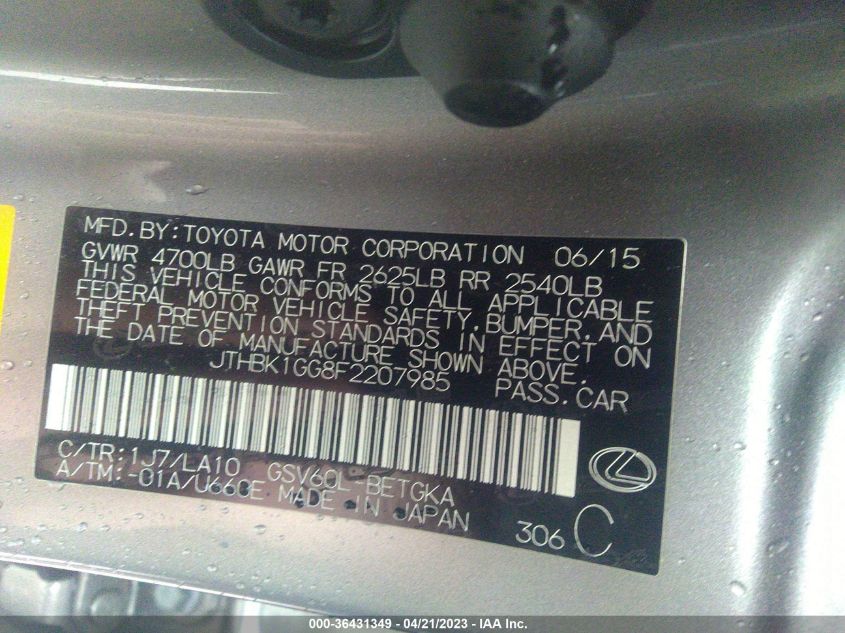 MFD. BY: TOYOTA MOTOR CORPORATION 06/15
GVWR 4700LB GAWR FR 2625LB RR 2540LB
THIS VEHICLE CONFORMS TO ALL APPLICABLE
FEDERAL MOTOR VEHICLE SAFETY, BUMPER, AND
THEFT PREVENTION STANDARDS IN EFFECT ON
THE DATE OF MANUFACTURE SHOWN ABOVE.
JTHBK1GG8F2207985 PASS. CAR
C/TR: 1J7/LA10 GSV60L-BETGKA
A/TM: -01A/U660E MADE IN JAPAN
306 C
000-36431349 - 04/21/2023 - IAA Inc.